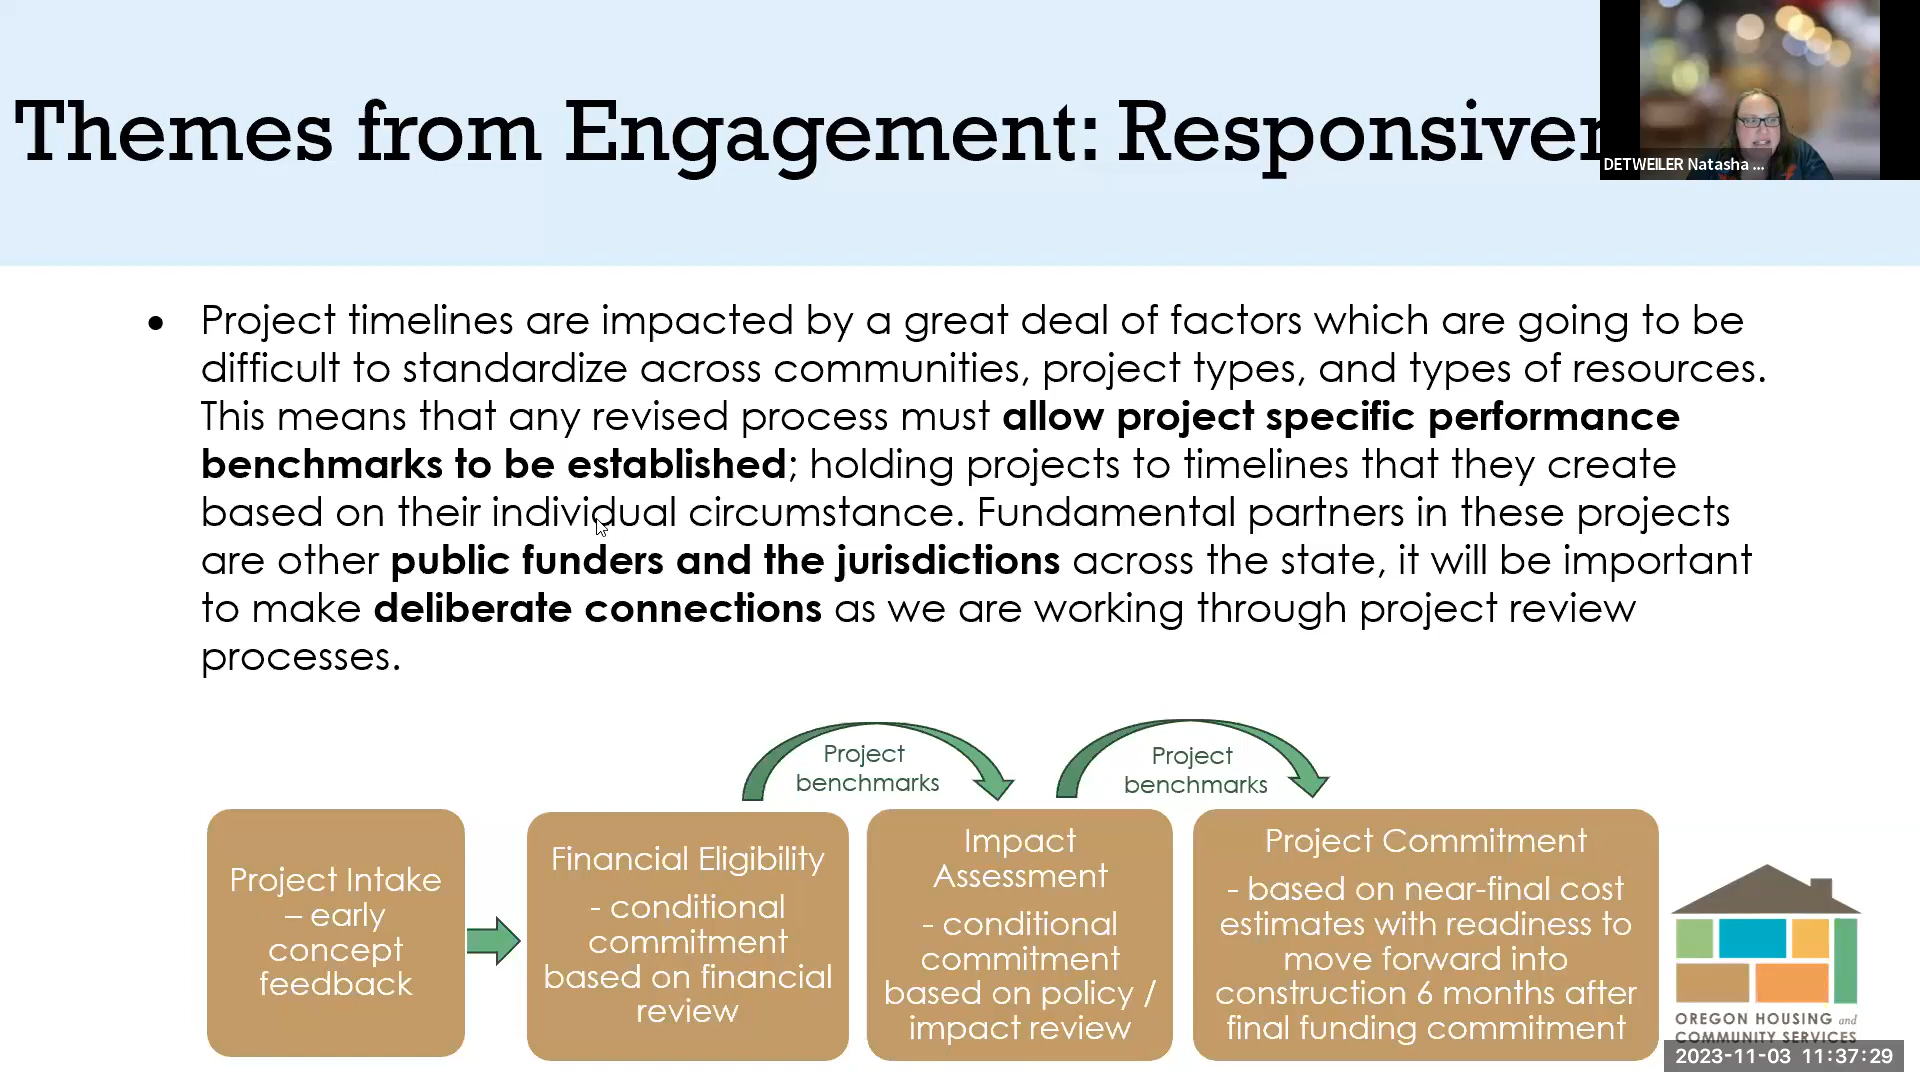 Themes from Engagement: Responsiven
DETWEILER Natasha ...
• Project timelines are impacted by a great deal of factors which are going to be
difficult to standardize across communities, project types, and types of resources.
This means that any revised process must allow project specific performance
benchmarks to be established; holding projects to timelines that they create
based on their individual circumstance. Fundamental partners in these projects
are other public funders and the jurisdictions across the state, it will be important
to make deliberate connections as we are working through project review
processes.
Project
benchmarks
Project
benchmarks
Project Intake
– early
concept
feedback
Financial Eligibility
- conditional
commitment
based on financial
review
Impact
Assessment
- conditional
commitment
based on policy /
impact review
Project Commitment
- based on near-final cost
estimates with readiness to
move forward into
construction 6 months after
final funding commitment
OREGON HOUSING and
COMMUNITY SERVICES
2023-11-03 11:37:29